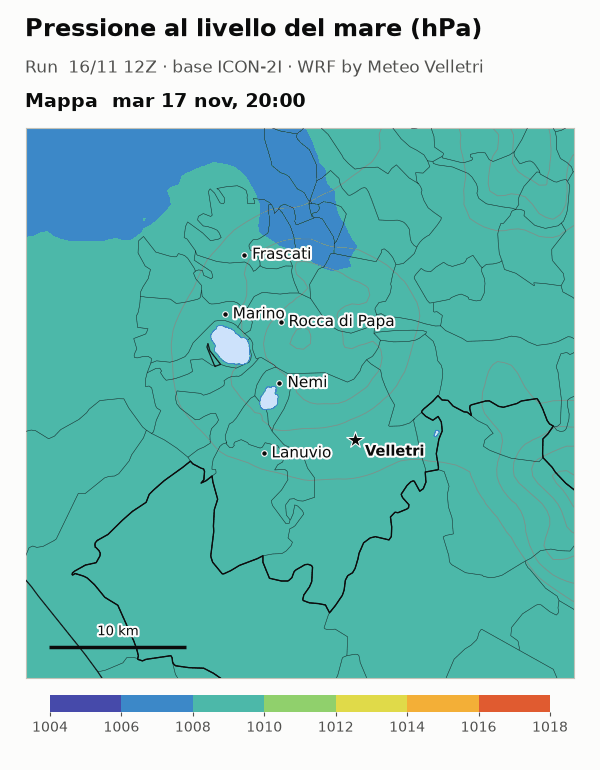 Pressione al livello del mare (hPa)
Run  16/11 12Z · base ICON-2I · WRF by Meteo Velletri
Mappa  mar 17 nov, 20:00
Frascati
Marino
Rocca di Papa
Nemi
Velletri
Lanuvio
10 km
1004 1006 1008 1010 1012 1014 1016 1018